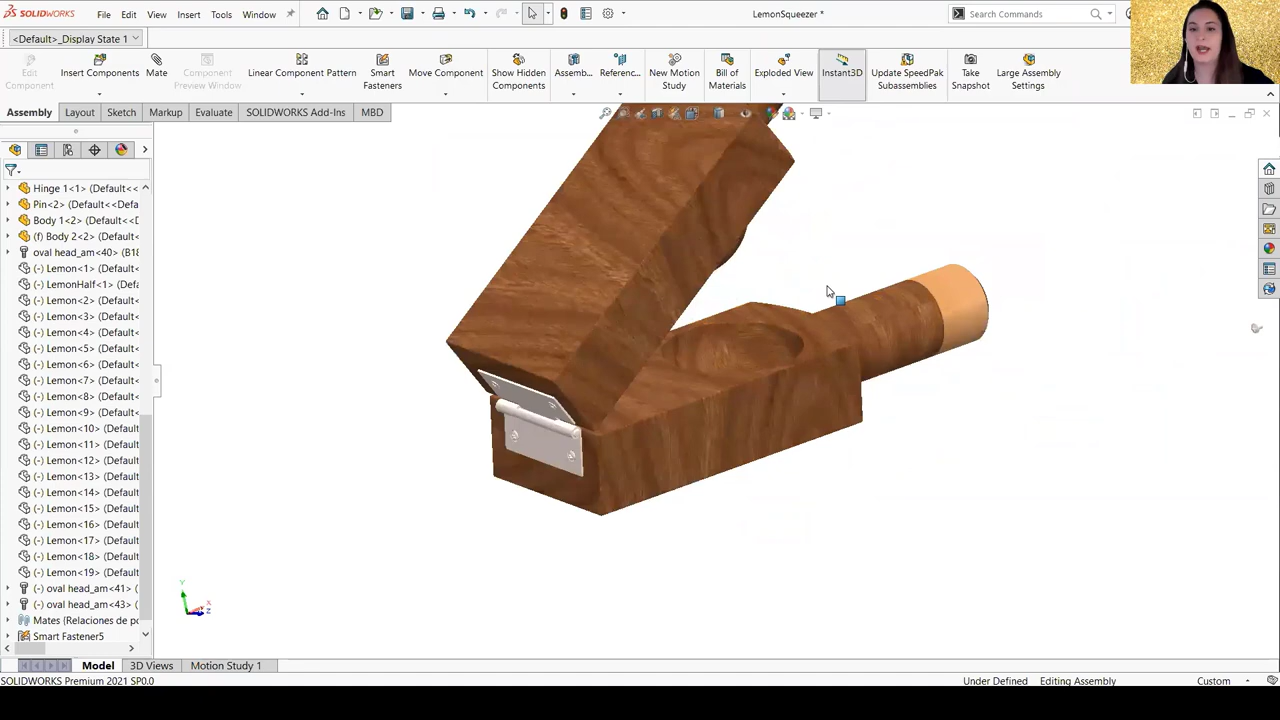 SOLIDWORKS
File Edit View Insert Tools Window
LemonSqueezer *
Search Commands
<Default>_Display State 1
Edit Component
Insert Components
Mate
Component Preview Window
Linear Component Pattern
Smart Fasteners
Move Component
Show Hidden Components
Assemb...
Referenc...
New Motion Study
Bill of Materials
Exploded View
Instant3D
Update SpeedPak Subassemblies
Take Snapshot
Large Assembly Settings
Assembly Layout Sketch Markup Evaluate SOLIDWORKS Add-Ins MBD
Hinge 1<1> (Default<<
Pin<2> (Default<<Defa
Body 1<2> (Default<<D
(f) Body 2<2> (Default<
oval head_am<40> (B18
(-) Lemon<1> (Default<
(-) LemonHalf<1> (Defa
(-) Lemon<2> (Default<
(-) Lemon<3> (Default<
(-) Lemon<4> (Default<
(-) Lemon<5> (Default<
(-) Lemon<6> (Default<
(-) Lemon<7> (Default<
(-) Lemon<8> (Default<
(-) Lemon<9> (Default<
(-) Lemon<10> (Default
(-) Lemon<11> (Default
(-) Lemon<12> (Default
(-) Lemon<13> (Default
(-) Lemon<14> (Default
(-) Lemon<15> (Default
(-) Lemon<16> (Default
(-) Lemon<17> (Default
(-) Lemon<18> (Default
(-) Lemon<19> (Default
(-) oval head_am<41> (
(-) oval head_am<43> (
Mates (Relaciones de po
Smart Fastener5
Y
X
Z
Model 3D Views Motion Study 1
SOLIDWORKS Premium 2021 SP0.0
Under Defined Editing Assembly Custom